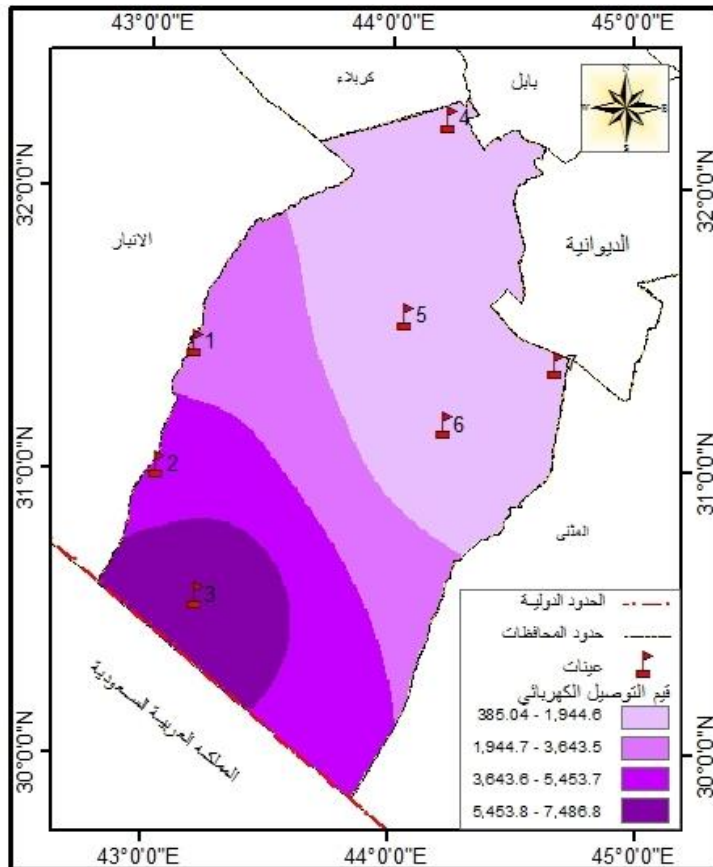 43°0'0"E 44°0'0"E 45°0'0"E
N
W E
S
بابل
كربلاء
4
32°0'0"N 32°0'0"N
الانبار
الديوانية
5
1
7
6
2
31°0'0"N 31°0'0"N
المثنى
3
المملكه العربية السعودية
الحدود الدولية
حدود المحافظات
عينات
قيم التوصيل الكهربائي
385.04 - 1,944.6
1,944.7 - 3,643.5
3,643.6 - 5,453.7
5,453.8 - 7,486.8
30°0'0"N 30°0'0"N
43°0'0"E 44°0'0"E 45°0'0"E